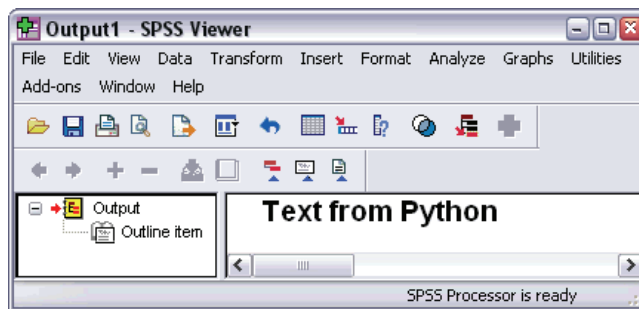 Output1 - SPSS Viewer
File Edit View Data Transform Insert Format Analyze Graphs Utilities
Add-ons Window Help
Output
Outline item
Text from Python
SPSS Processor is ready